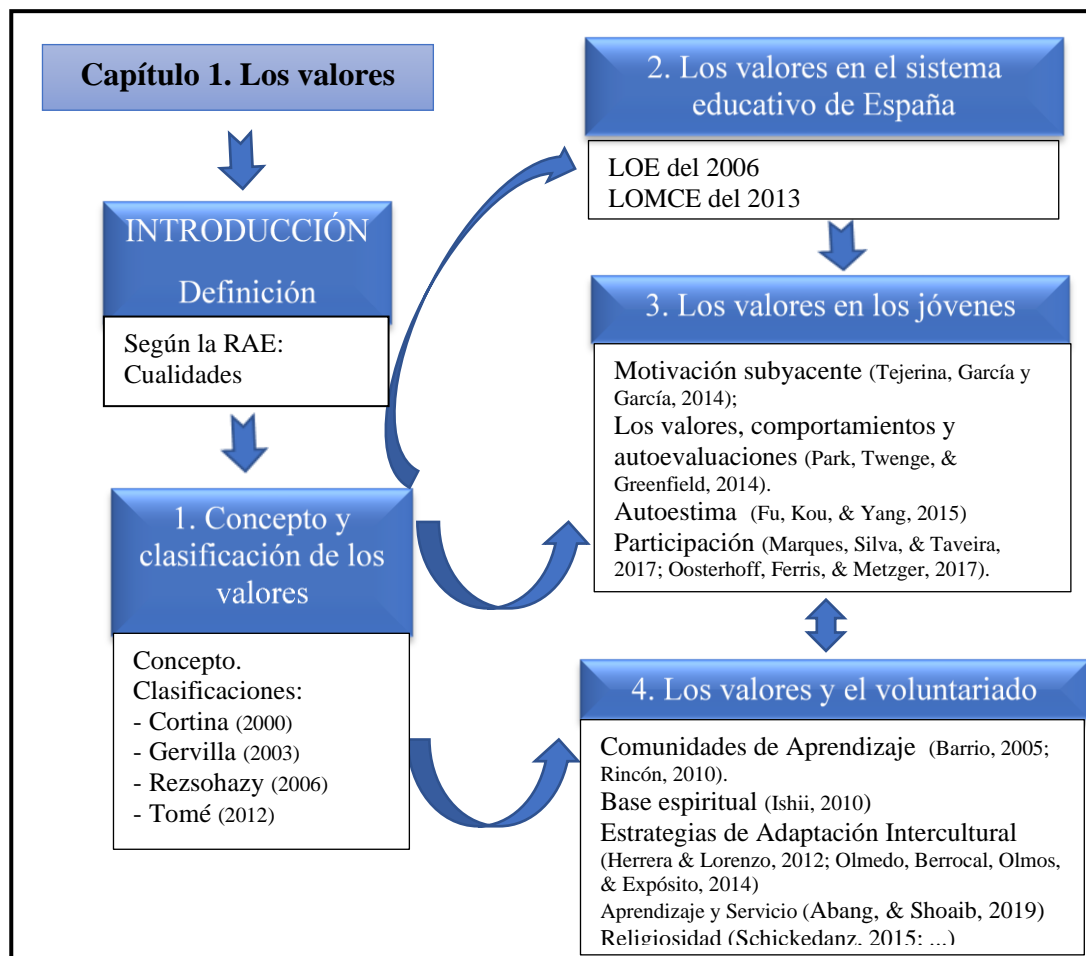 Capítulo 1. Los valores
INTRODUCCIÓN
Definición
Según la RAE:
Cualidades
1. Concepto y
clasificación de los
valores
Concepto.
Clasificaciones:
- Cortina (2000)
- Gervilla (2003)
- Rezsohazy (2006)
- Tomé (2012)
2. Los valores en el sistema
educativo de España
LOE del 2006
LOMCE del 2013
3. Los valores en los jóvenes
Motivación subyacente (Tejerina, García y
García, 2014);
Los valores, comportamientos y
autoevaluaciones (Park, Twenge, &
Greenfield, 2014).
Autoestima (Fu, Kou, & Yang, 2015)
Participación (Marques, Silva, & Taveira,
2017; Oosterhoff, Ferris, & Metzger, 2017).
4. Los valores y el voluntariado
Comunidades de Aprendizaje (Barrio, 2005;
Rincón, 2010).
Base espiritual (Ishii, 2010)
Estrategias de Adaptación Intercultural
(Herrera & Lorenzo, 2012; Olmedo, Berrocal, Olmos,
& Expósito, 2014)
Aprendizaje y Servicio (Abang, & Shoaib, 2019)
Religiosidad (Schickedanz, 2015; ...)